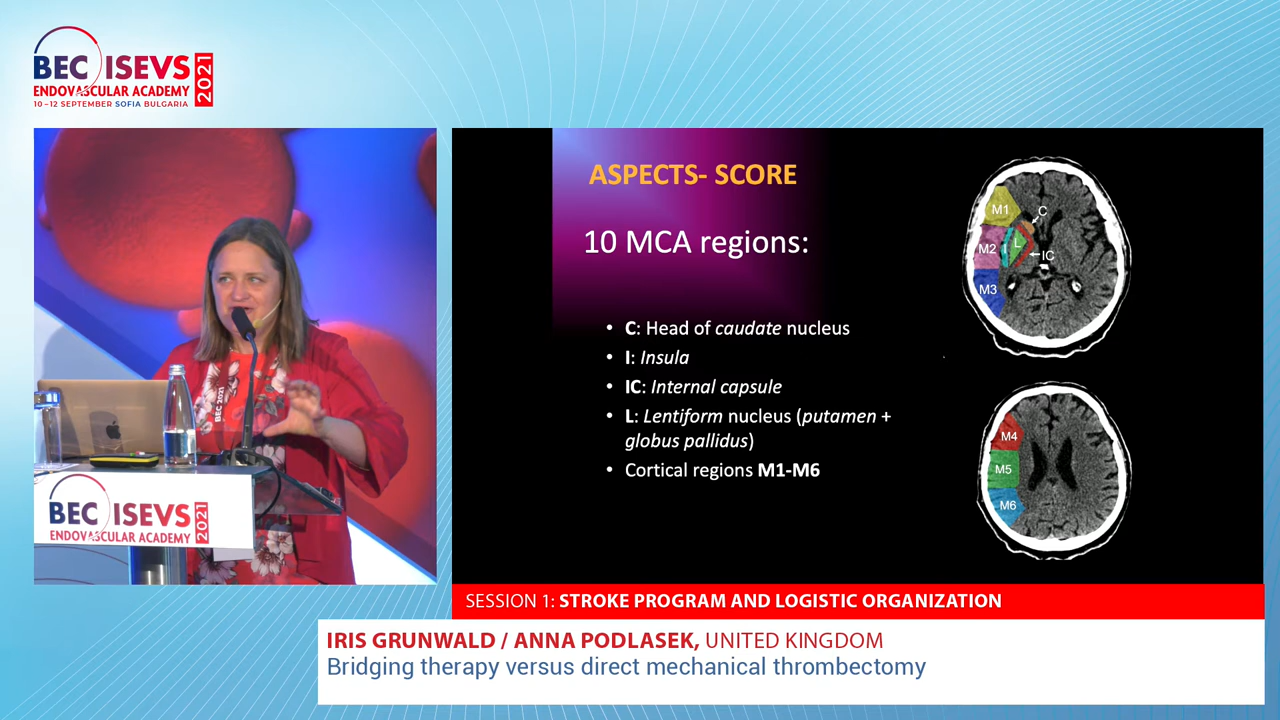 BEC ISEVS
ENDOVASCULAR ACADEMY
2021
10–12 SEPTEMBER SOFIA BULGARIA
BEC 2021
BEC ISEVS
ENDOVASCULAR ACADEMY
2021
ASPECTS- SCORE
10 MCA regions:
• C: Head of caudate nucleus
• I: Insula
• IC: Internal capsule
• L: Lentiform nucleus (putamen +
globus pallidus)
• Cortical regions M1-M6
M1
C
M2
I
L
IC
M3
M4
M5
M6
SESSION 1: STROKE PROGRAM AND LOGISTIC ORGANIZATION
IRIS GRUNWALD / ANNA PODLASEK, UNITED KINGDOM
Bridging therapy versus direct mechanical thrombectomy